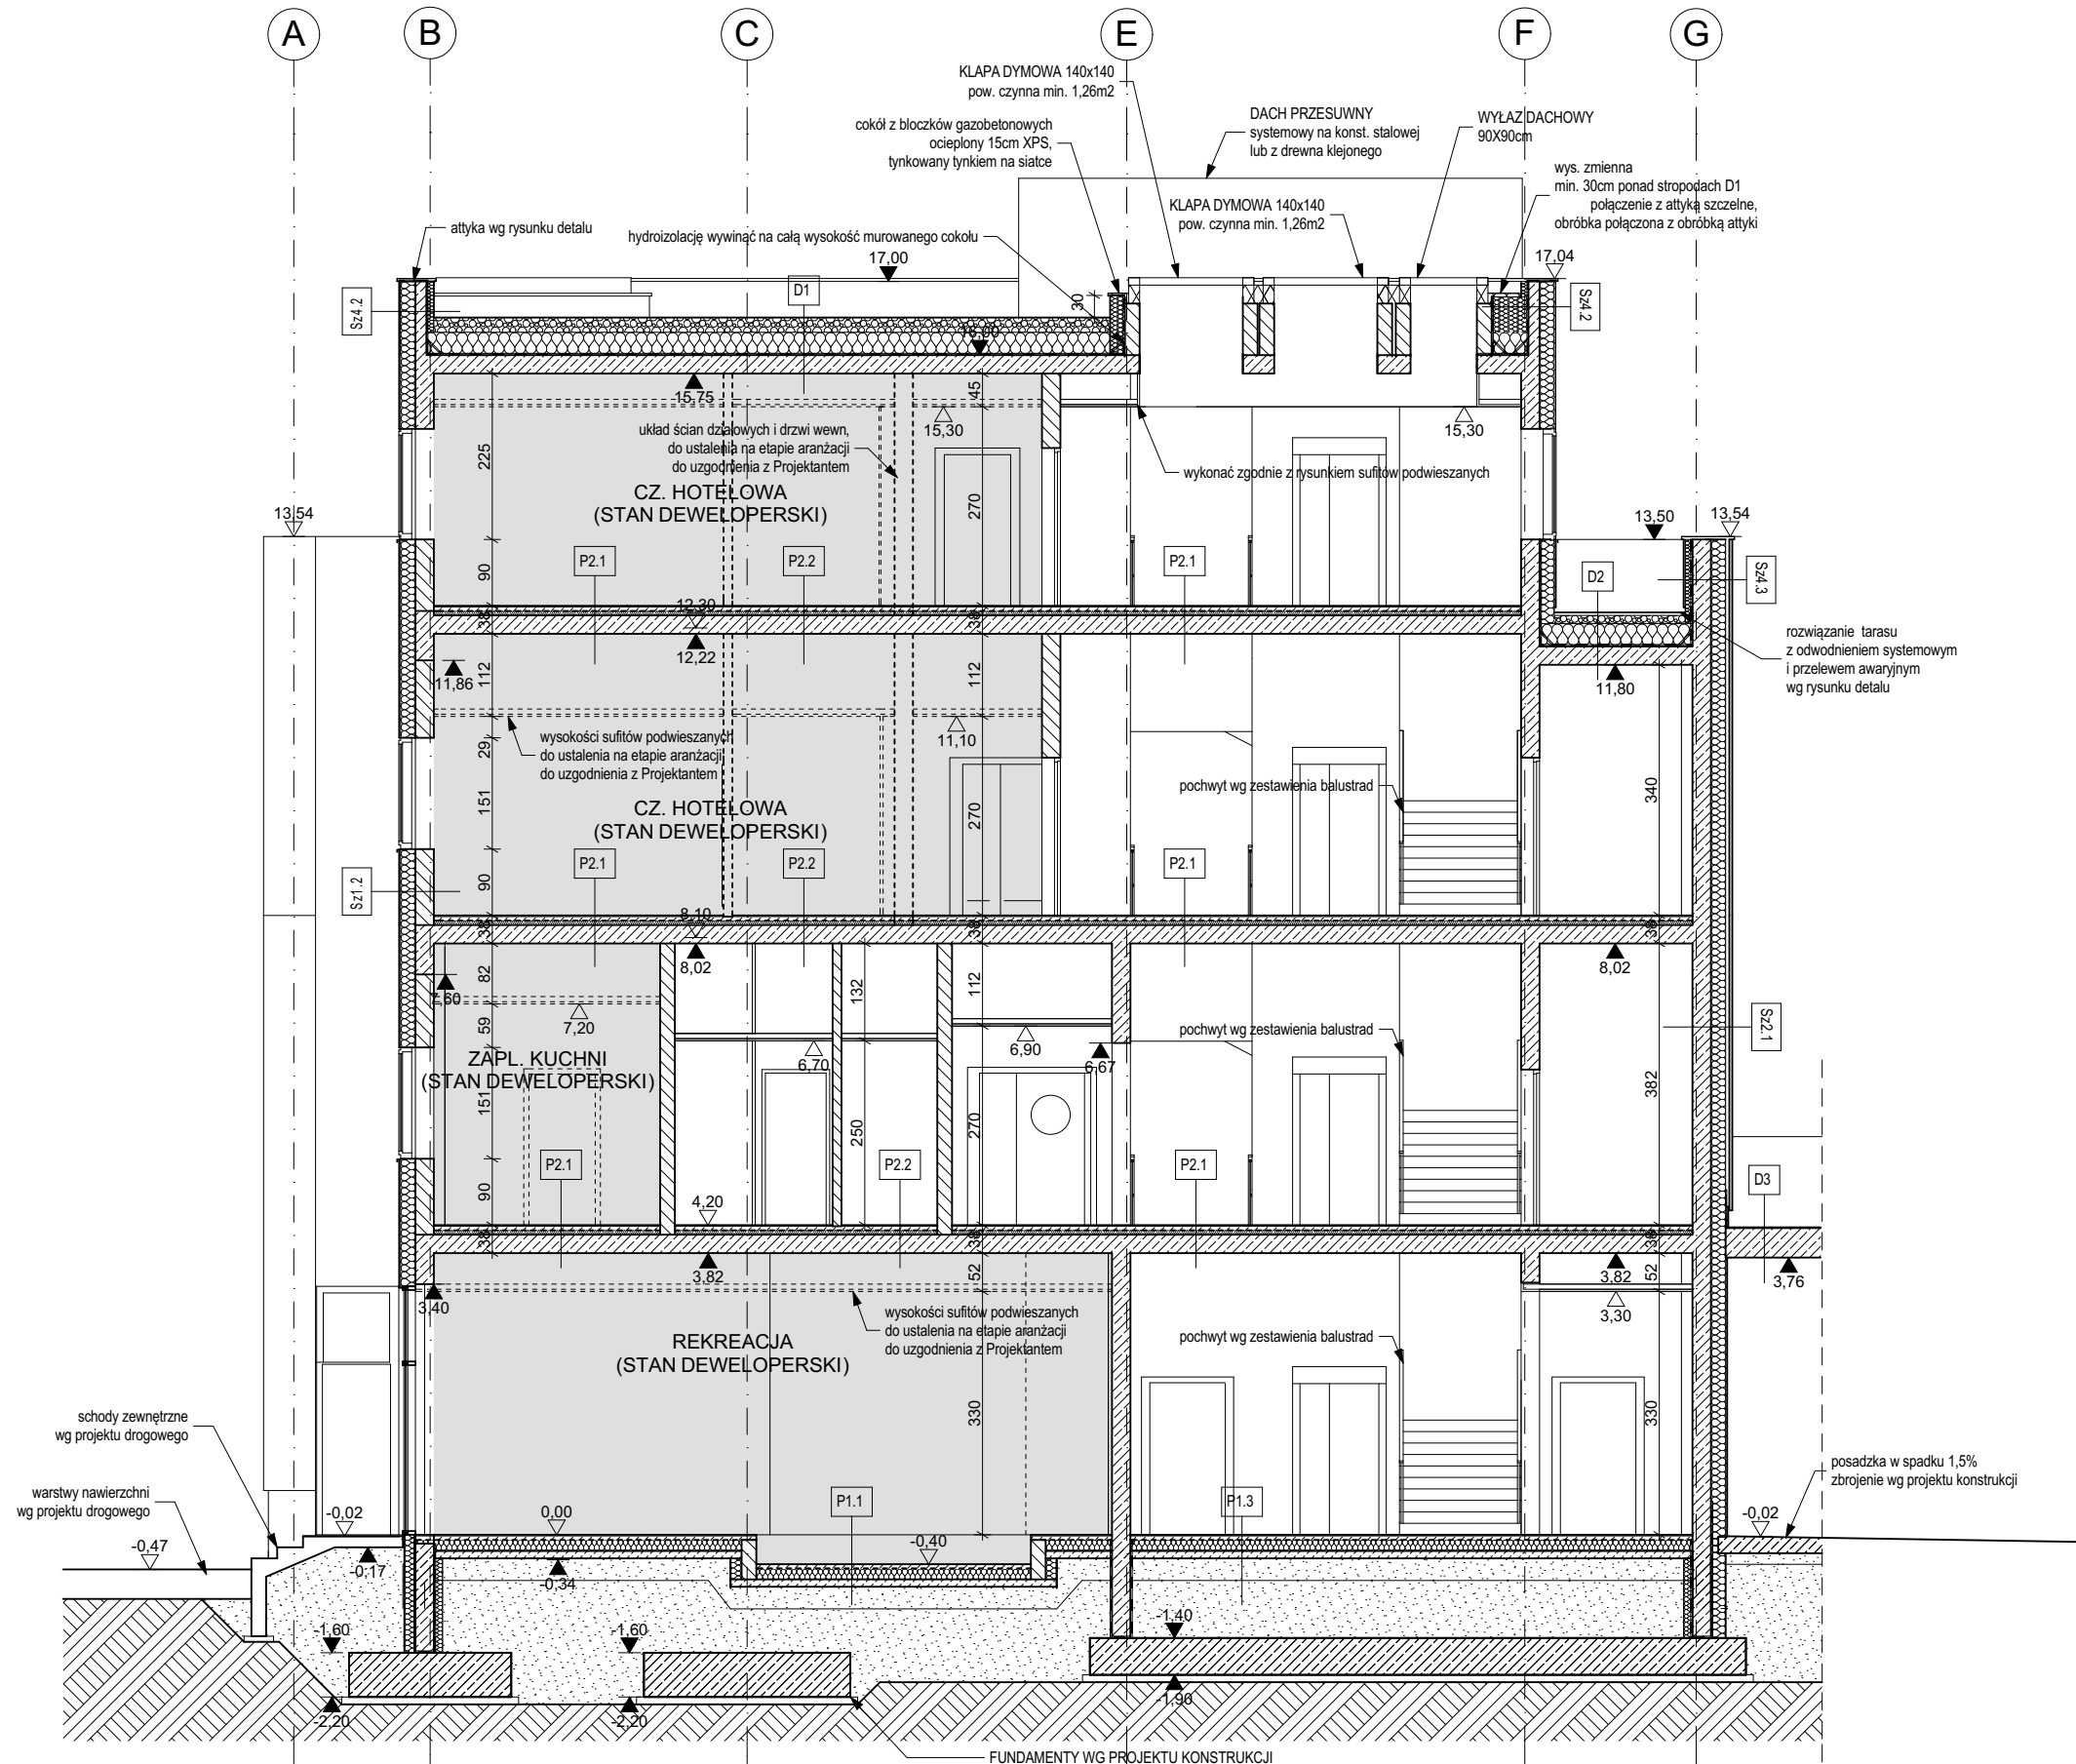 A
B
C
E
F
G
KLAPA DYMOWA 140x140
pow. czynna min. 1,26m2
cokół z bloczków gazobetonowych
ocieplony 15cm XPS,
tynkowany tynkiem na siatce
DACH PRZESUWNY
systemowy na konst. stalowej
lub z drewna klejonego
WYŁAZ DACHOWY
90X90cm
wys. zmienna
min. 30cm ponad stropodach D1
połączenie z attyką szczelne,
obróbka połączona z obróbką attyki
KLAPA DYMOWA 140x140
pow. czynna min. 1,26m2
attyka wg rysunku detalu
hydroizolację wywinąć na całą wysokość murowanego cokołu
17,00
17,04
D1
Sz4.2
30
Sz4.2
16,00
15,75
45
15,30
15,30
układ ścian działowych i drzwi wewn,
do ustalenia na etapie aranżacji
do uzgodnienia z Projektantem
225
wykonać zgodnie z rysunkiem sufitów podwieszanych
CZ. HOTELOWA
(STAN DEWELOPERSKI)
270
13,54
13,50
13,54
P2.1
P2.2
P2.1
D2
Sz4.3
90
12,30
38
38
12,22
rozwiązanie tarasu
z odwodnieniem systemowym
i przelewem awaryjnym
wg rysunku detalu
11,86
112
112
11,80
11,10
wysokości sufitów podwieszanych
do ustalenia na etapie aranżacji
do uzgodnienia z Projektantem
29
151
pochwyt wg zestawienia balustrad
340
CZ. HOTELOWA
(STAN DEWELOPERSKI)
270
P2.1
P2.2
P2.1
Sz1.2
90
8,10
38
38
38
8,02
8,02
82
7,60
132
112
7,20
59
6,70
6,90
6,67
pochwyt wg zestawienia balustrad
Sz2.1
ZAPL. KUCHNI
(STAN DEWELOPERSKI)
151
250
270
382
P2.1
P2.2
P2.1
D3
90
4,20
38
38
38
3,82
52
3,82
52
3,76
3,40
3,30
wysokości sufitów podwieszanych
do ustalenia na etapie aranżacji
do uzgodnienia z Projektantem
REKREACJA
(STAN DEWELOPERSKI)
pochwyt wg zestawienia balustrad
330
330
schody zewnętrzne
wg projektu drogowego
warstwy nawierzchni
wg projektu drogowego
posadzka w spadku 1,5%
zbrojenie wg projektu konstrukcji
P1.1
P1.3
-0,02
0,00
-0,02
-0,47
-0,40
-0,17
-0,34
-1,60
-1,60
-1,40
-1,90
-2,20
-2,20
FUNDAMENTY WG PROJEKTU KONSTRUKCJI